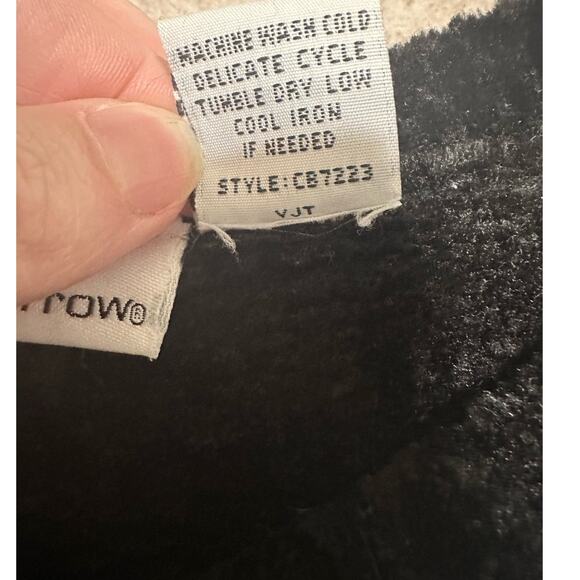 MACHINE WASH COLD
DELICATE CYCLE
TUMBLE DRY LOW
COOL IRON
IF NEEDED
STYLE:CB7223
VJT
rrow®